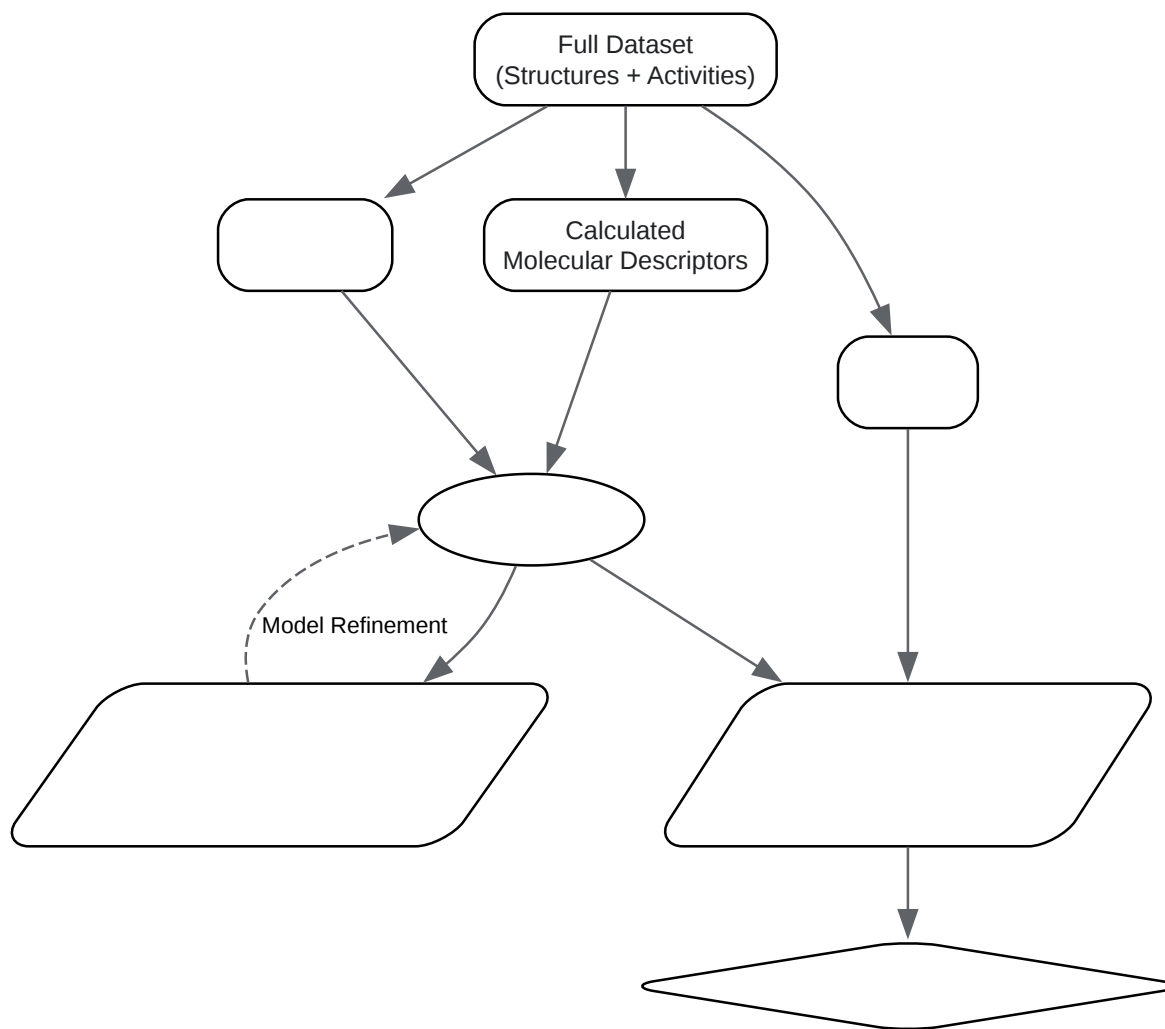 Full Dataset
(Structures + Activities)
Calculated
Molecular Descriptors
Model Refinement